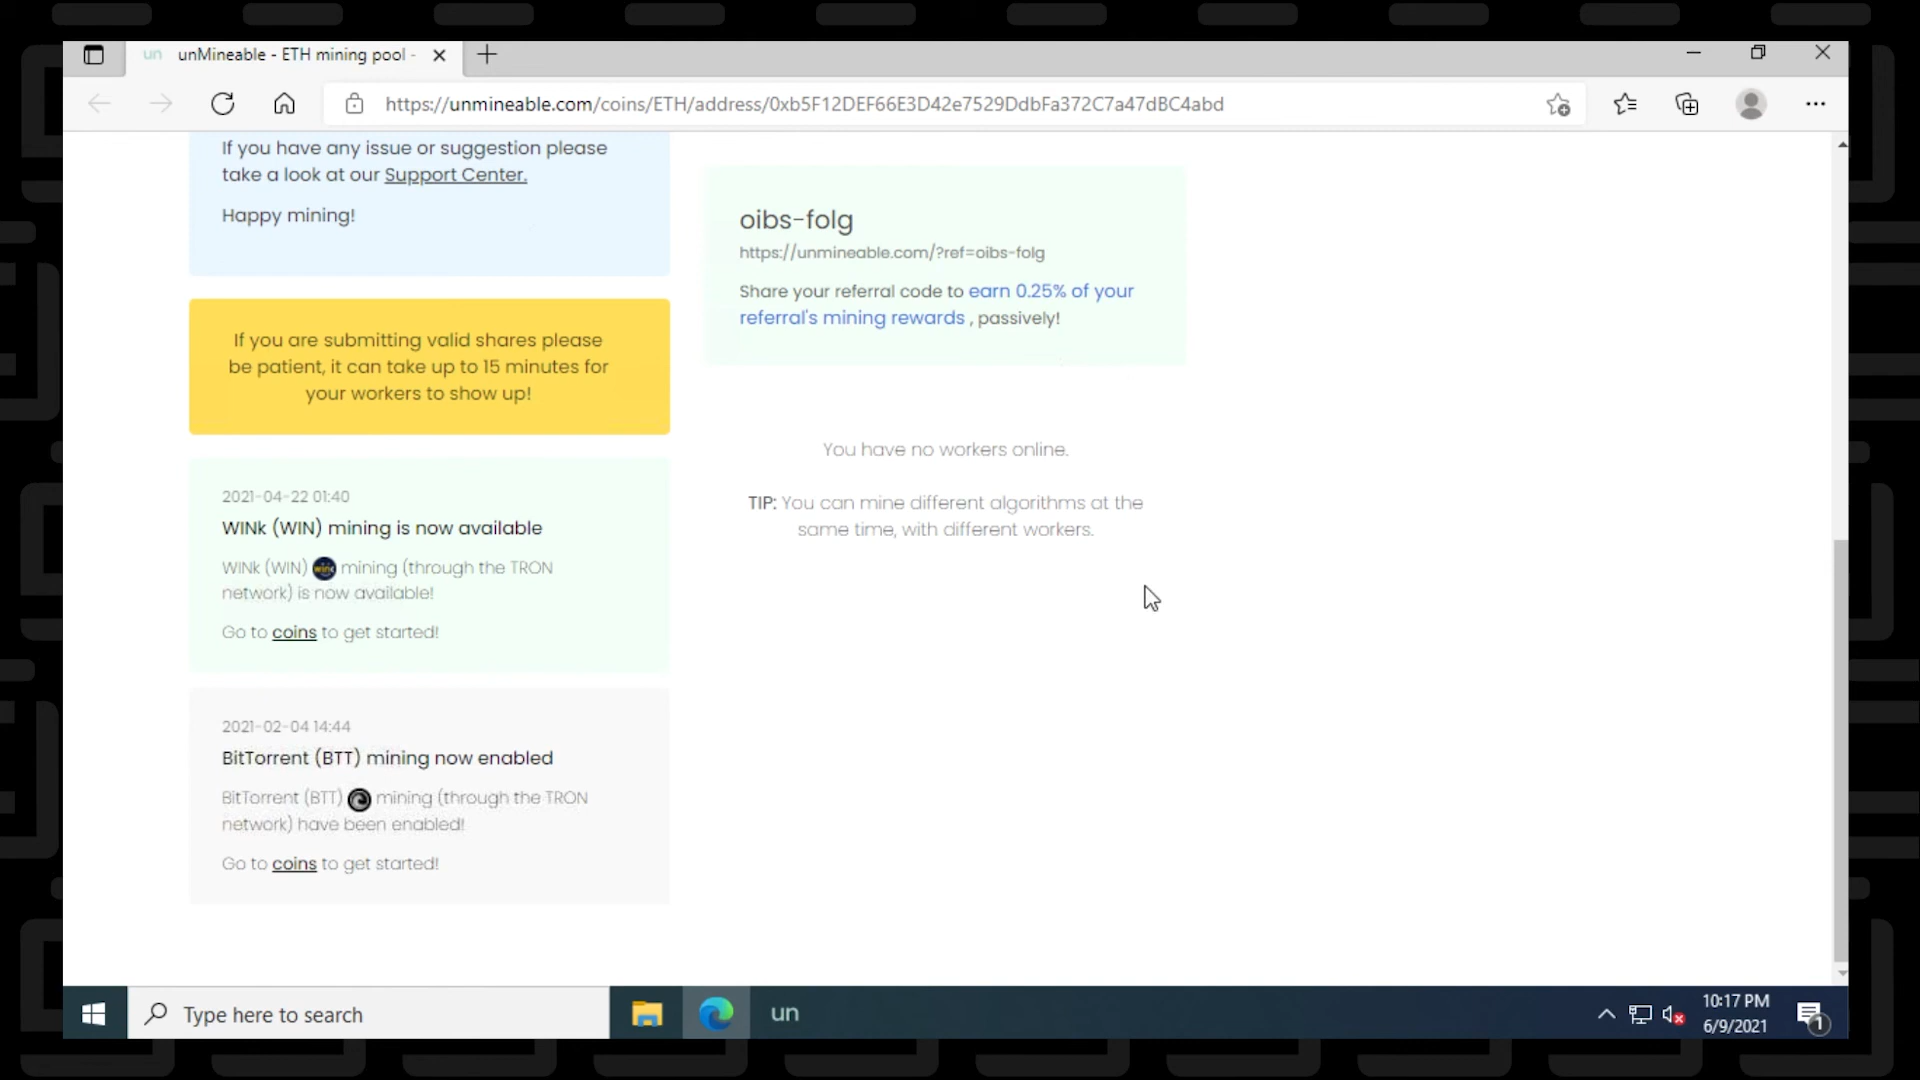 un unMineable - ETH mining pool -
https://unmineable.com/coins/ETH/address/0xb5F12DEF66E3D42e7529DdbFa372C7a47dBC4abd
If you have any issue or suggestion please
take a look at our Support Center.
Happy mining!
If you are submitting valid shares please
be patient, it can take up to 15 minutes for
your workers to show up!
2021-04-22 01:40
WINk (WIN) mining is now available
WINk (WIN) mining (through the TRON
network) is now available!
Go to coins to get started!
2021-02-04 14:44
BitTorrent (BTT) mining now enabled
BitTorrent (BTT) mining (through the TRON
network) have been enabled!
Go to coins to get started!
oibs-folg
https://unmineable.com/?ref=oibs-folg
Share your referral code to earn 0.25% of your
referral's mining rewards , passively!
You have no workers online.
TIP: You can mine different algorithms at the
same time, with different workers.
Type here to search
un
10:17 PM
6/9/2021
1